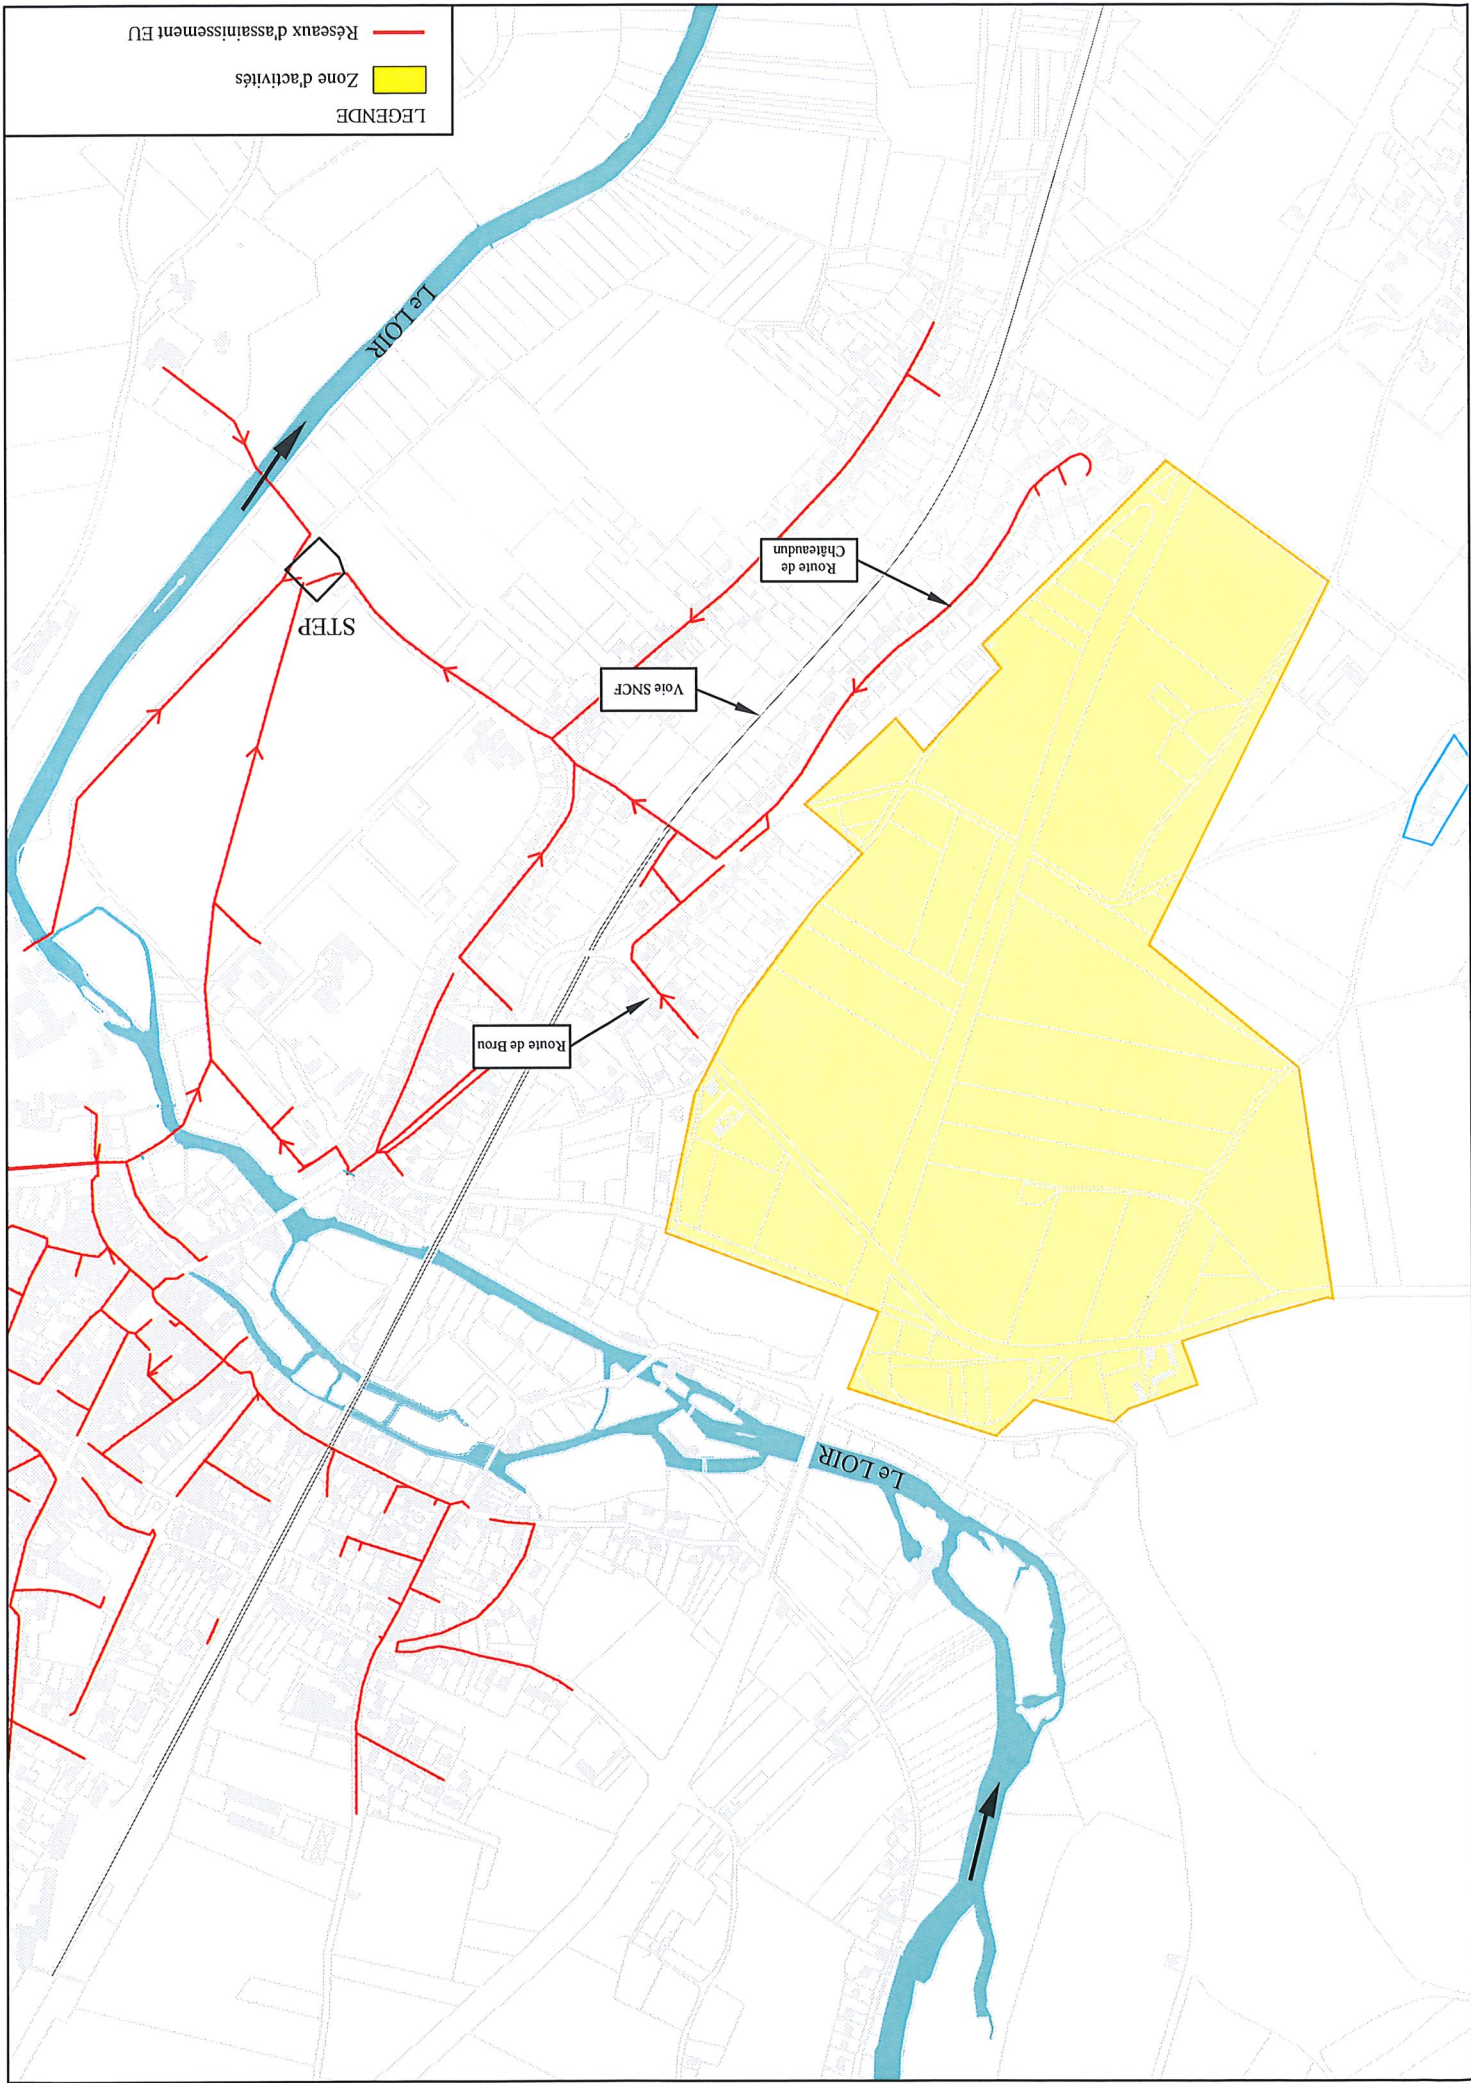 Le LOIR
Route de Brou
STEP
Voie SNCF
Route de
Châteaudun
Le LOIR
LEGENDE
Zone d'activités
Réseaux d'assainissement EU